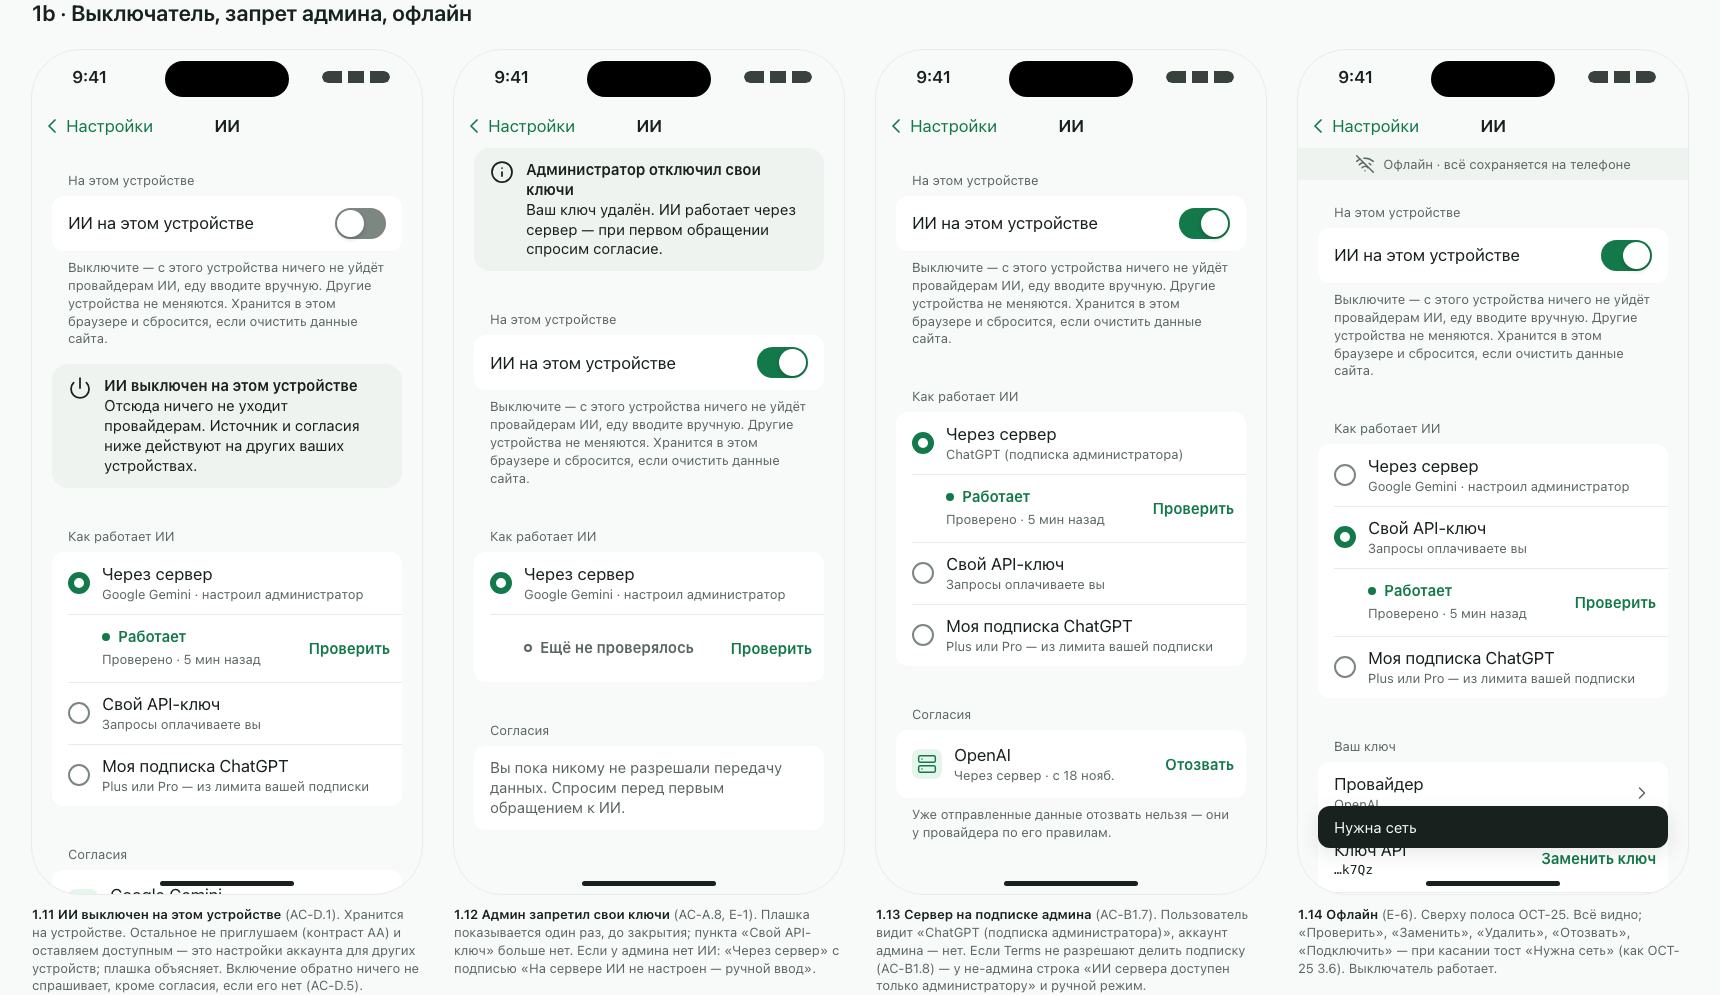 1b · Выключатель, запрет админа, офлайн
9:41
Настройки
ИИ
На этом устройстве
ИИ на этом устройстве
Выключите — с этого устройства ничего не уйдёт
провайдерам ИИ, еду вводите вручную. Другие
устройства не меняются. Хранится в этом
браузере и сбросится, если очистить данные
сайта.
ИИ выключен на этом устройстве
Отсюда ничего не уходит
провайдерам. Источник и согласия
ниже действуют на других ваших
устройствах.
Как работает ИИ
Через сервер
Google Gemini · настроил администратор
Работает
Проверено · 5 мин назад
Проверить
Свой API-ключ
Запросы оплачиваете вы
Моя подписка ChatGPT
Plus или Pro — из лимита вашей подписки
Согласия
Google Gemini
1.11 ИИ выключен на этом устройстве (AC-D.1). Хранится
на устройстве. Остальное не приглушаем (контраст AA) и
оставляем доступным — это настройки аккаунта для других
устройств; плашка объясняет. Включение обратно ничего не
спрашивает, кроме согласия, если его нет (AC-D.5).
9:41
Настройки
ИИ
Администратор отключил свои
ключи
Ваш ключ удалён. ИИ работает через
сервер — при первом обращении
спросим согласие.
На этом устройстве
ИИ на этом устройстве
Выключите — с этого устройства ничего не уйдёт
провайдерам ИИ, еду вводите вручную. Другие
устройства не меняются. Хранится в этом
браузере и сбросится, если очистить данные
сайта.
Как работает ИИ
Через сервер
Google Gemini · настроил администратор
Ещё не проверялось
Проверить
Согласия
Вы пока никому не разрешали передачу
данных. Спросим перед первым
обращением к ИИ.
1.12 Админ запретил свои ключи (AC-A.8, E-1). Плашка
показывается один раз, до закрытия; пункта «Свой API-
ключ» больше нет. Если у админа нет ИИ: «Через сервер» с
подписью «На сервере ИИ не настроен — ручной ввод».
9:41
Настройки
ИИ
На этом устройстве
ИИ на этом устройстве
Выключите — с этого устройства ничего не уйдёт
провайдерам ИИ, еду вводите вручную. Другие
устройства не меняются. Хранится в этом
браузере и сбросится, если очистить данные
сайта.
Как работает ИИ
Через сервер
ChatGPT (подписка администратора)
Работает
Проверено · 5 мин назад
Проверить
Свой API-ключ
Запросы оплачиваете вы
Моя подписка ChatGPT
Plus или Pro — из лимита вашей подписки
Согласия
OpenAI
Через сервер · с 18 нояб.
Отозвать
Уже отправленные данные отозвать нельзя — они
у провайдера по его правилам.
1.13 Сервер на подписке админа (AC-B1.7). Пользователь
видит «ChatGPT (подписка администратора)», аккаунт
админа — нет. Если Terms не разрешают делить подписку
(AC-B1.8) — у не-админа строка «ИИ сервера доступен
только администратору» и ручной режим.
9:41
Настройки
ИИ
Офлайн · всё сохраняется на телефоне
На этом устройстве
ИИ на этом устройстве
Выключите — с этого устройства ничего не уйдёт
провайдерам ИИ, еду вводите вручную. Другие
устройства не меняются. Хранится в этом
браузере и сбросится, если очистить данные
сайта.
Как работает ИИ
Через сервер
Google Gemini · настроил администратор
Свой API-ключ
Запросы оплачиваете вы
Работает
Проверено · 5 мин назад
Проверить
Моя подписка ChatGPT
Plus или Pro — из лимита вашей подписки
Ваш ключ
Провайдер
OpenAI
Нужна сеть
Ключ API
…k7Qz
Заменить ключ
1.14 Офлайн (E-6). Сверху полоса OCT-25. Всё видно;
«Проверить», «Заменить», «Удалить», «Отозвать»,
«Подключить» — при касании тост «Нужна сеть» (как OCT-
25 3.6). Выключатель работает.